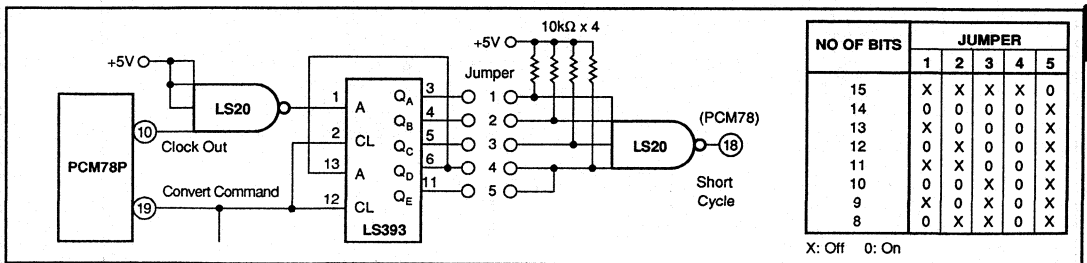 10kΩ x 4
+5V
Jumper
+5V
LS20
10
Clock Out
PCM78P
19
Convert Command
1
A
2
CL
13
A
12
CL
LS393
QA 3
QB 4
QC 5
QD 6
QE 11
1
2
3
4
5
LS20
(PCM78)
18
Short
Cycle
NO OF BITS JUMPER
1 2 3 4 5
15 X X X X 0
14 0 0 0 0 X
13 X 0 0 0 X
12 0 X 0 0 X
11 X X 0 0 X
10 0 0 X 0 X
9 X 0 X 0 X
8 0 X X 0 X
X: Off 0: On